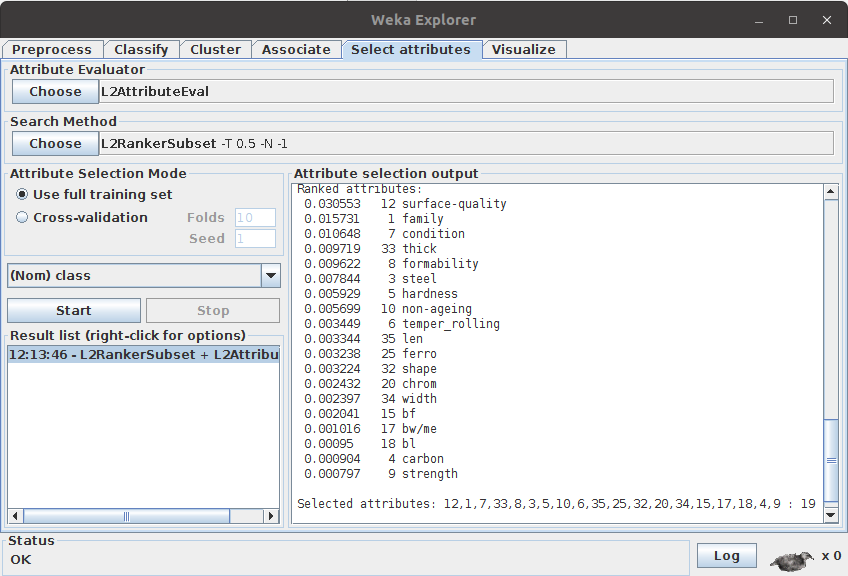 Weka Explorer
Preprocess Classify Cluster Associate Select attributes Visualize
Attribute Evaluator
Choose L2AttributeEval
Search Method
Choose L2RankerSubset -T 0.5 -N -1
Attribute Selection Mode
Use full training set
Cross-validation Folds 10
Seed 1
(Nom) class
Start Stop
Result list (right-click for options)
12:13:46 - L2RankerSubset + L2Attribu
Attribute selection output
Ranked attributes:
0.030553 12 surface-quality
0.015731 1 family
0.010648 7 condition
0.009719 33 thick
0.009622 8 formability
0.007844 3 steel
0.005929 5 hardness
0.005699 10 non-ageing
0.003449 6 temper_rolling
0.003344 35 len
0.003238 25 ferro
0.003224 32 shape
0.002432 20 chrom
0.002397 34 width
0.002041 15 bf
0.001016 17 bw/me
0.00095 18 bl
0.000904 4 carbon
0.000797 9 strength
Selected attributes: 12,1,7,33,8,3,5,10,6,35,25,32,20,34,15,17,18,4,9 : 19
Status
OK
Log
x 0